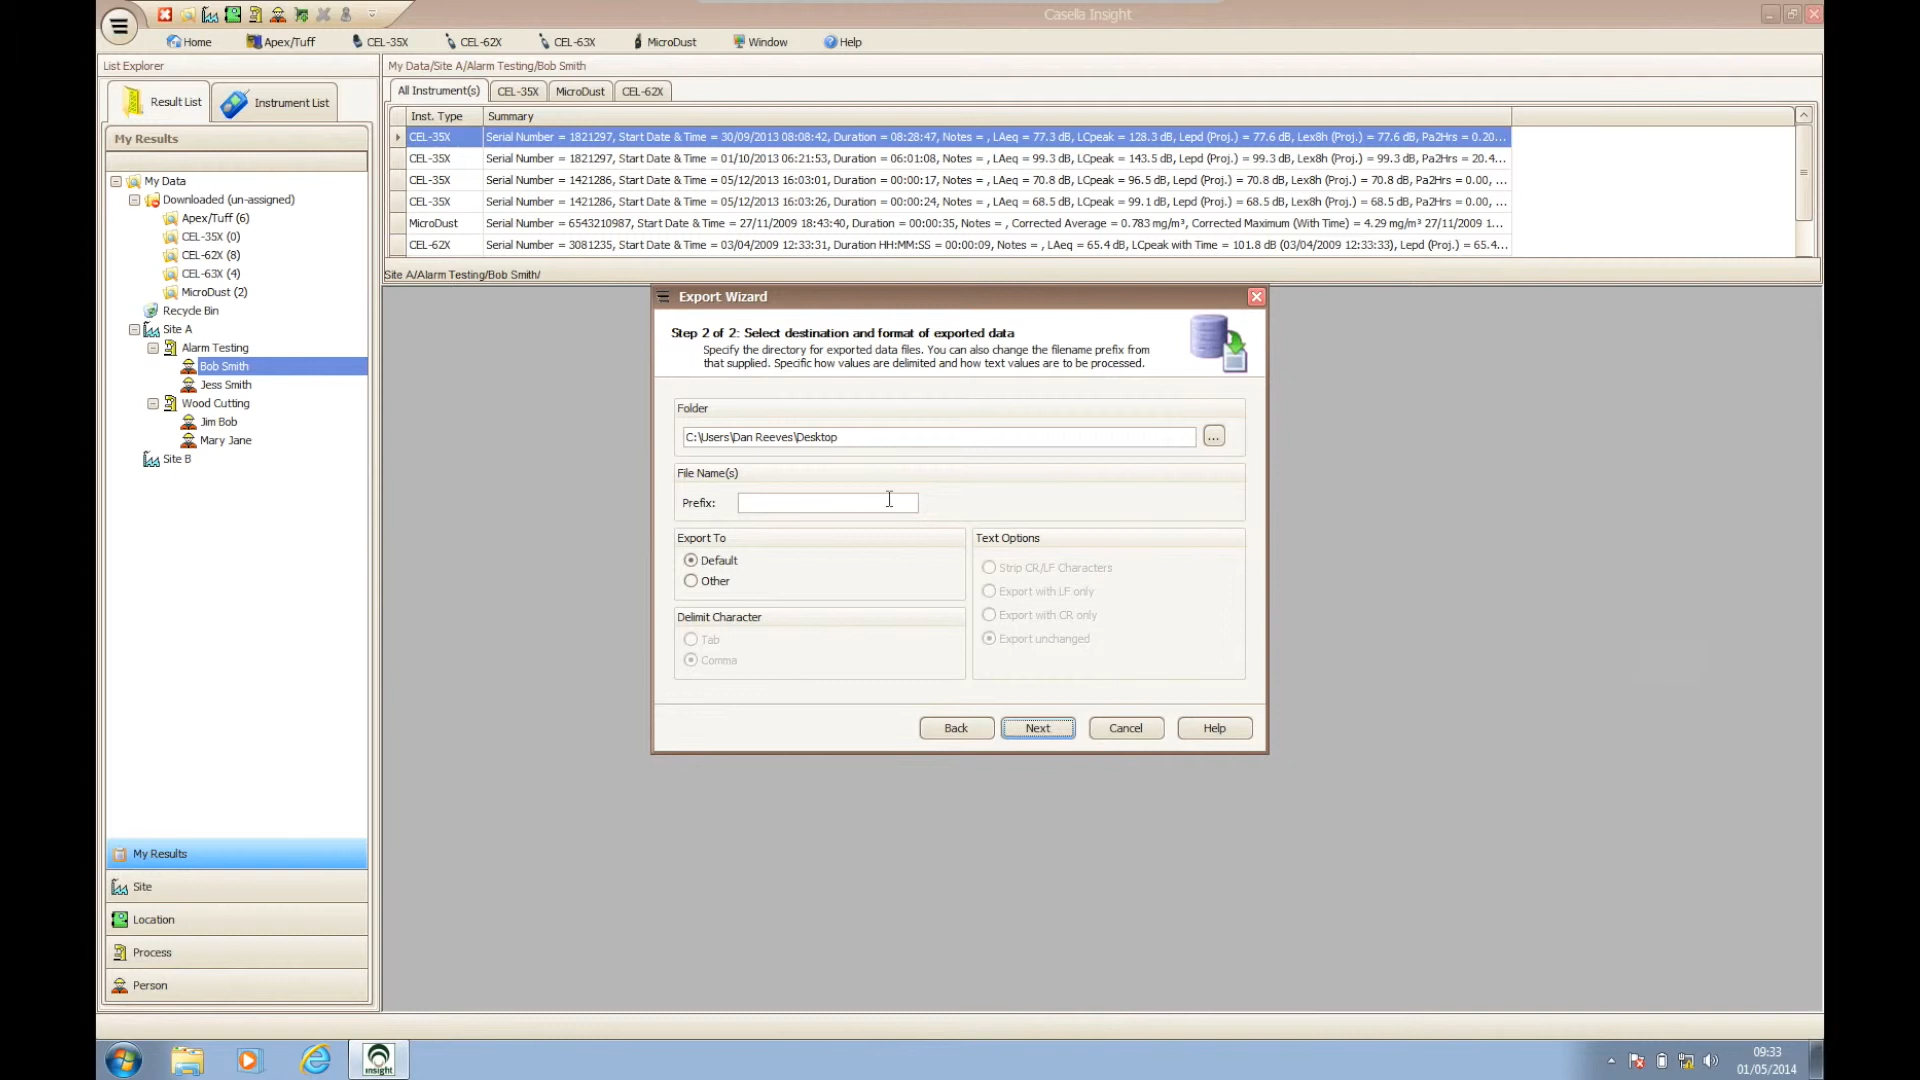 Casella Insight
Home Apex/Tuff CEL-35X CEL-62X CEL-63X MicroDust Window Help
List Explorer
Result List
Instrument List
My Results
My Data
Downloaded (un-assigned)
Apex/Tuff (6)
CEL-35X (0)
CEL-62X (8)
CEL-63X (4)
MicroDust (2)
Recycle Bin
Site A
Alarm Testing
Bob Smith
Jess Smith
Wood Cutting
Jim Bob
Mary Jane
Site B
My Results
Site
Location
Process
Person
My Data/Site A/Alarm Testing/Bob Smith
All Instrument(s) CEL-35X MicroDust CEL-62X
Inst. Type Summary
CEL-35X Serial Number = 1821297, Start Date & Time = 30/09/2013 08:08:42, Duration = 08:28:47, Notes = , LAeq = 77.3 dB, LCpeak = 128.3 dB, Lepd (Proj.) = 77.6 dB, Lex8h (Proj.) = 77.6 dB, Pa2Hrs = 0.20...
CEL-35X Serial Number = 1821297, Start Date & Time = 01/10/2013 06:21:53, Duration = 06:01:08, Notes = , LAeq = 99.3 dB, LCpeak = 143.5 dB, Lepd (Proj.) = 99.3 dB, Lex8h (Proj.) = 99.3 dB, Pa2Hrs = 20.4...
CEL-35X Serial Number = 1421286, Start Date & Time = 05/12/2013 16:03:01, Duration = 00:00:17, Notes = , LAeq = 70.8 dB, LCpeak = 96.5 dB, Lepd (Proj.) = 70.8 dB, Lex8h (Proj.) = 70.8 dB, Pa2Hrs = 0.00, ...
CEL-35X Serial Number = 1421286, Start Date & Time = 05/12/2013 16:03:26, Duration = 00:00:24, Notes = , LAeq = 68.5 dB, LCpeak = 99.1 dB, Lepd (Proj.) = 68.5 dB, Lex8h (Proj.) = 68.5 dB, Pa2Hrs = 0.00, ...
MicroDust Serial Number = 6543210987, Start Date & Time = 27/11/2009 18:43:40, Duration = 00:00:35, Notes = , Corrected Average = 0.783 mg/m³, Corrected Maximum (With Time) = 4.29 mg/m³ 27/11/2009 1...
CEL-62X Serial Number = 3081235, Start Date & Time = 03/04/2009 12:33:31, Duration HH:MM:SS = 00:00:09, Notes = , LAeq = 65.4 dB, LCpeak with Time = 101.8 dB (03/04/2009 12:33:33), Lepd (Proj.) = 65.4...
Site A/Alarm Testing/Bob Smith/
Export Wizard
Step 2 of 2: Select destination and format of exported data
Specify the directory for exported data files. You can also change the filename prefix from
that supplied. Specific how values are delimited and how text values are to be processed.
Folder
C:\Users\Dan Reeves\Desktop
...
File Name(s)
Prefix:
Export To
Default
Other
Delimit Character
Tab
Comma
Text Options
Strip CR/LF Characters
Export with LF only
Export with CR only
Export unchanged
Back Next Cancel Help
insight
09:33
01/05/2014